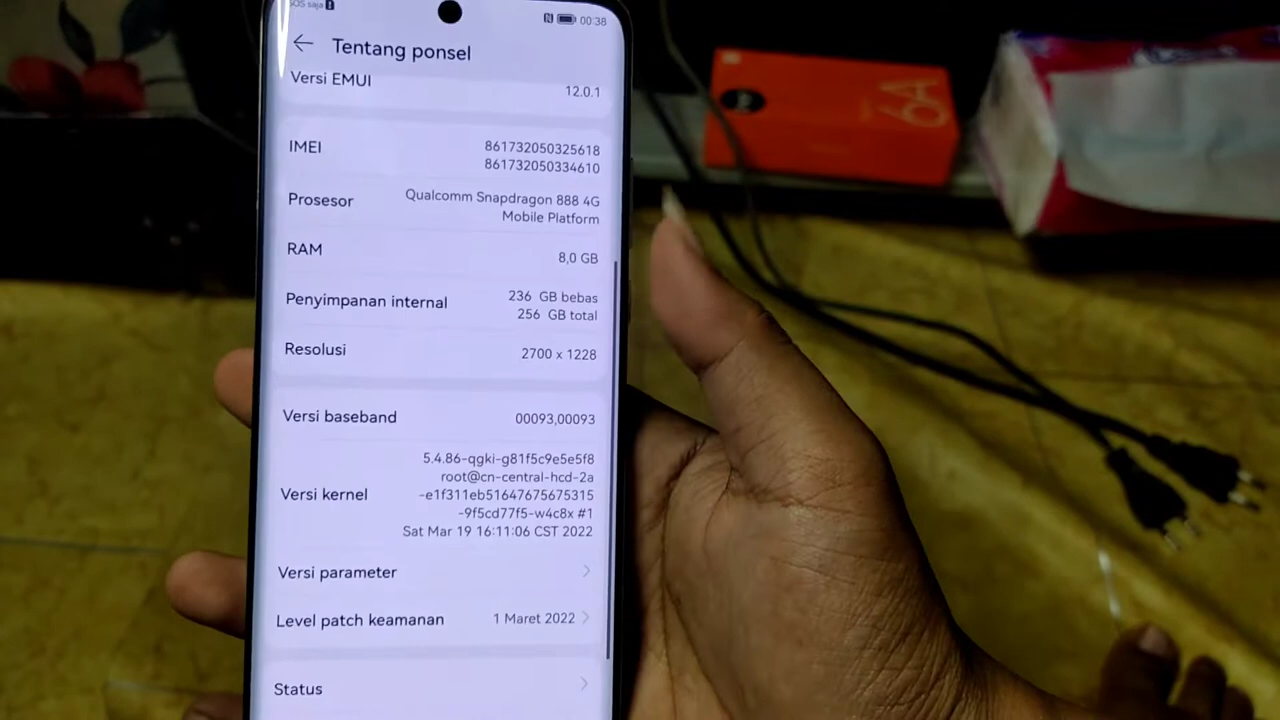 SOS saja
00:38
Tentang ponsel
Versi EMUI
12.0.1
IMEI
861732050325618
861732050334610
Prosesor
Qualcomm Snapdragon 888 4G
Mobile Platform
RAM
8,0 GB
Penyimpanan internal
236 GB bebas
256 GB total
Resolusi
2700 x 1228
Versi baseband
00093,00093
Versi kernel
5.4.86-qgki-g81f5c9e5e5f8
root@cn-central-hcd-2a
-e1f311eb51647675675315
-9f5cd77f5-w4c8x #1
Sat Mar 19 16:11:06 CST 2022
Versi parameter
Level patch keamanan
1 Maret 2022
Status
6A